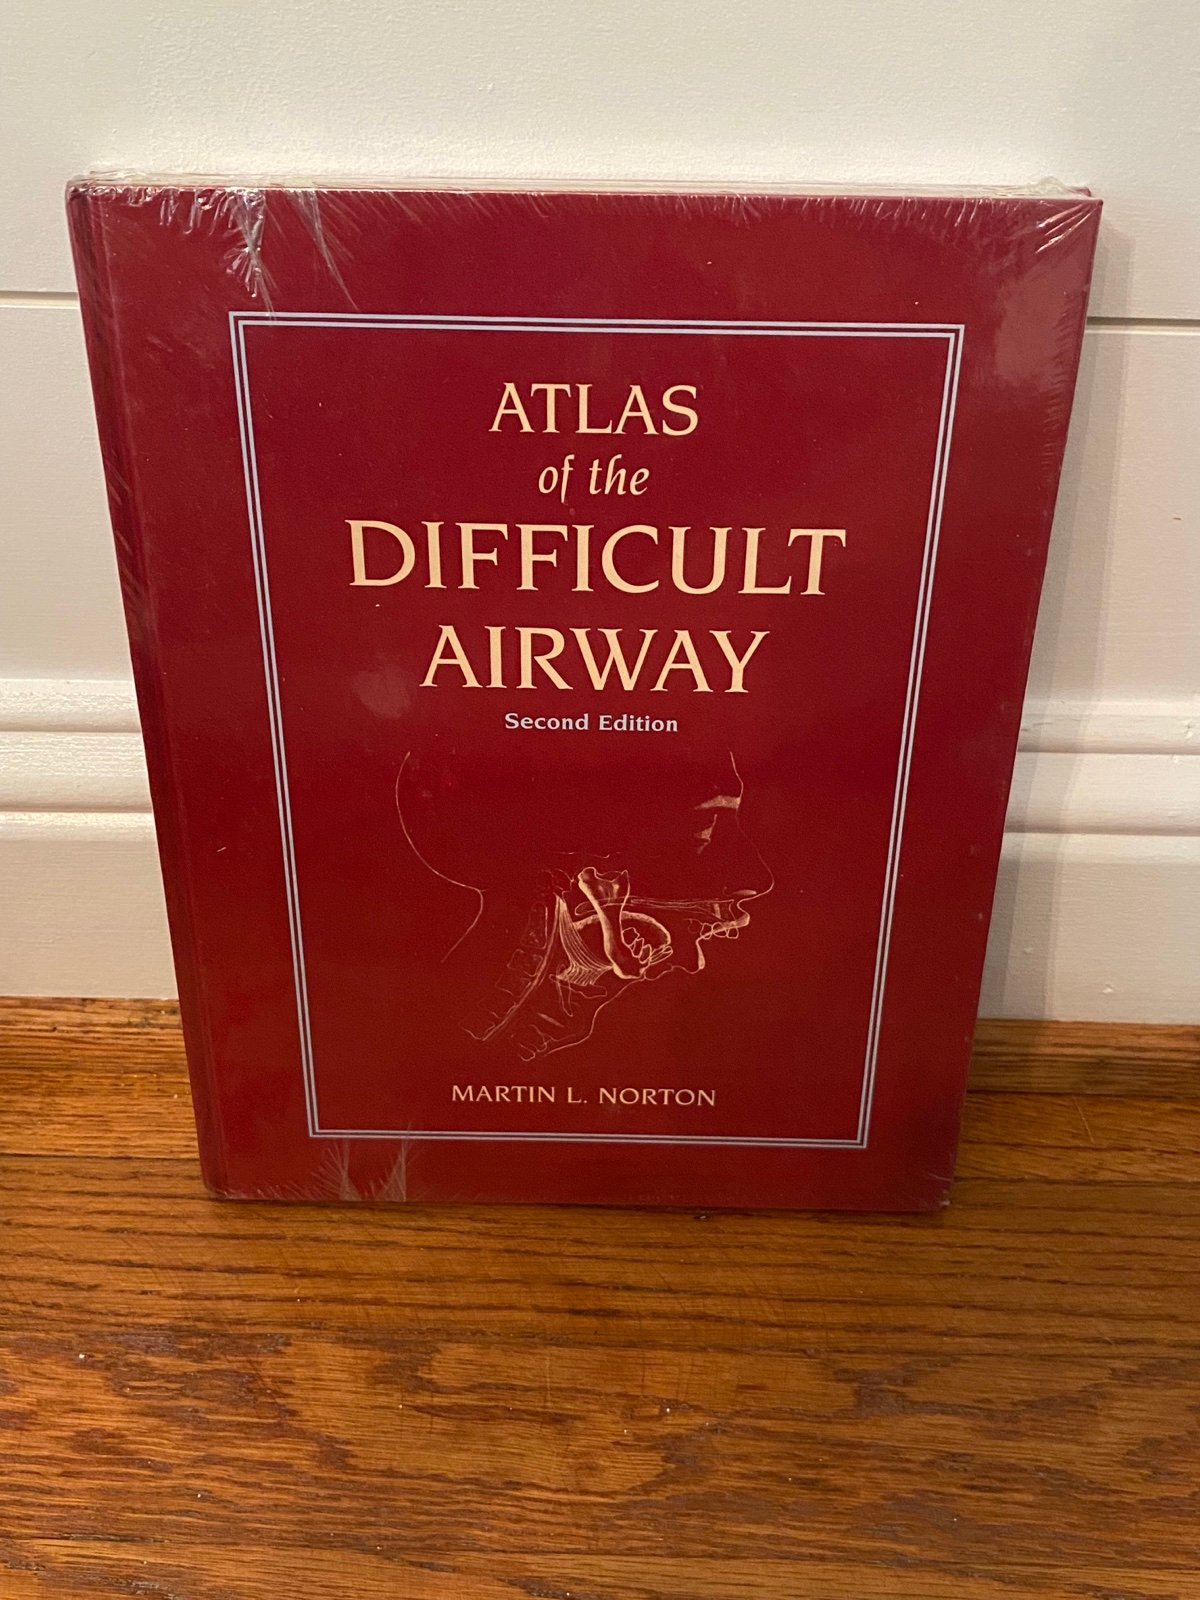 ATLAS
of the
DIFFICULT
AIRWAY
Second Edition
MARTIN L. NORTON